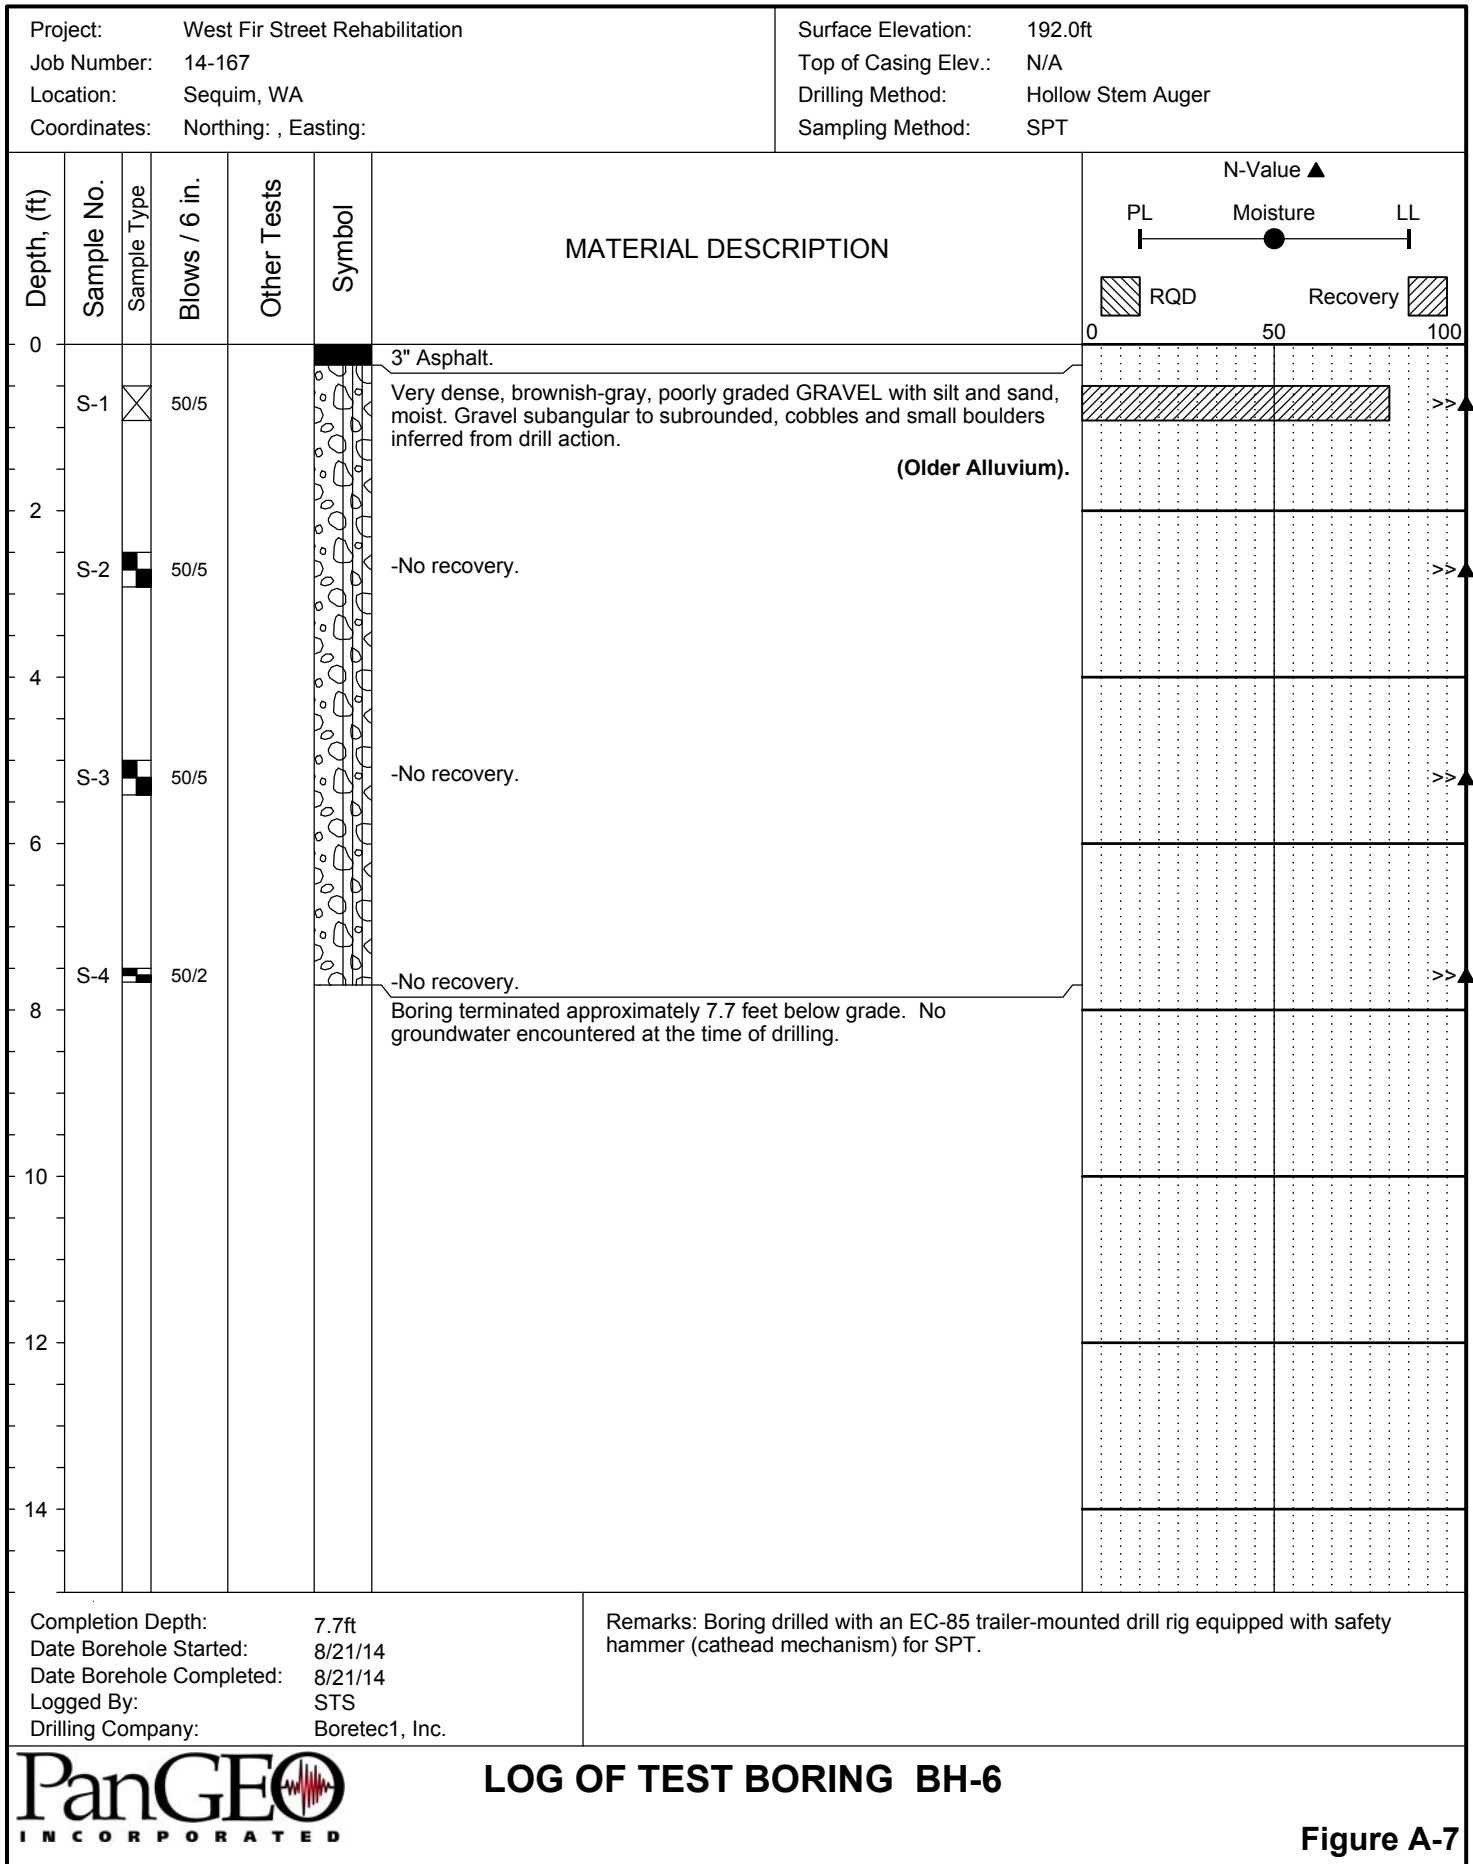 Project: West Fir Street Rehabilitation
Job Number: 14-167
Location: Sequim, WA
Coordinates: Northing: , Easting:
Surface Elevation: 192.0ft
Top of Casing Elev.: N/A
Drilling Method: Hollow Stem Auger
Sampling Method: SPT
Depth, (ft)
Sample No.
Sample Type
Blows / 6 in.
Other Tests
Symbol
MATERIAL DESCRIPTION
N-Value ▲
PL Moisture LL
RQD Recovery
0 50 100
0
3" Asphalt.
S-1 50/5 Very dense, brownish-gray, poorly graded GRAVEL with silt and sand,
moist. Gravel subangular to subrounded, cobbles and small boulders
inferred from drill action.
>>▲
(Older Alluvium).
2
S-2 50/5 -No recovery. >>▲
4
S-3 50/5 -No recovery. >>▲
6
S-4 50/2 -No recovery. >>▲
8
Boring terminated approximately 7.7 feet below grade. No
groundwater encountered at the time of drilling.
10
12
14
Completion Depth: 7.7ft
Date Borehole Started: 8/21/14
Date Borehole Completed: 8/21/14
Logged By: STS
Drilling Company: Boretec1, Inc.
Remarks: Boring drilled with an EC-85 trailer-mounted drill rig equipped with safety
hammer (cathead mechanism) for SPT.
PanGEO
INCORPORATED
LOG OF TEST BORING BH-6
Figure A-7